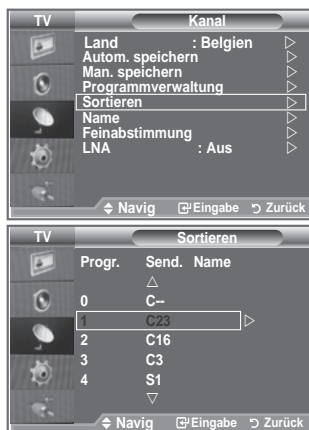 TV Kanal
Land : Belgien
Autom. speichern
Man. speichern
Programmverwaltung
Sortieren
Name
Feinabstimmung
LNA : Aus
Navig Eingabe Zurück
TV Sortieren
Progr. Send. Name
0 C--
1 C23
2 C16
3 C3
4 S1
Navig Eingabe Zurück